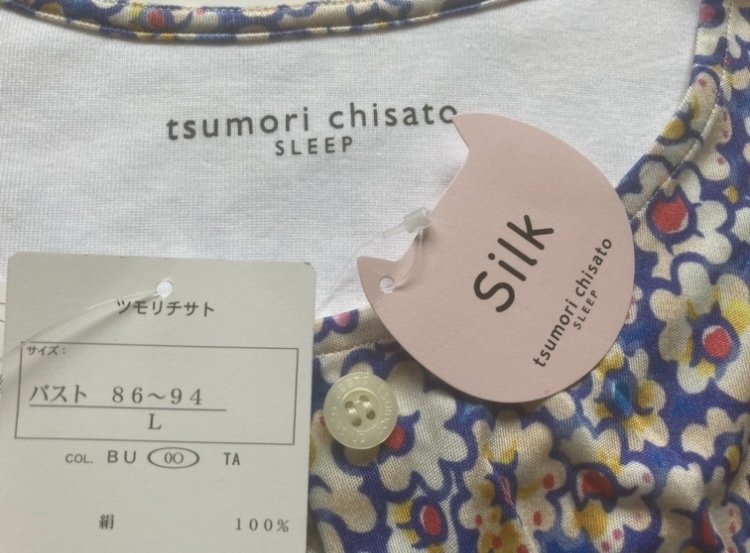 tsumori chisato
SLEEP
Silk
tsumori chisato
SLEEP
ツモリチサト
サイズ:
バスト 86～94
L
COL. BU 00 TA
絹 100%